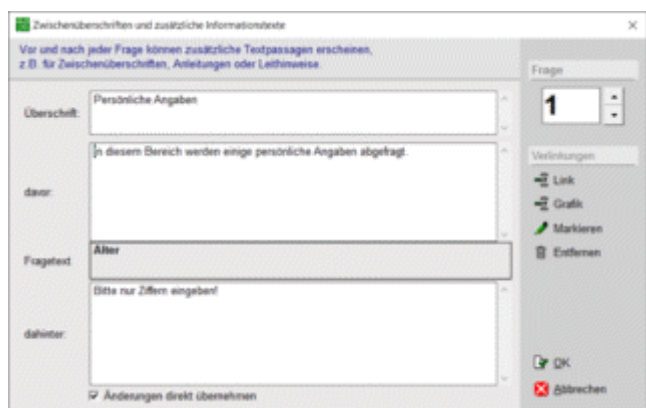 Zwischenüberschriften und zusätzliche Informationstexte
Vor und nach jeder Frage können zusätzliche Textpassagen erscheinen,
z.B. für Zwischenüberschriften, Anleitungen oder Leithinweise.
Frage
1
Überschrift:
Persönliche Angaben
davor:
In diesem Bereich werden einige persönliche Angaben abgefragt.
Verlinkungen
Link
Grafik
Markieren
Entfernen
Fragetext
Alter
dahinter:
Bitte nur Ziffern eingeben!
Änderungen direkt übernehmen
OK
Abbrechen